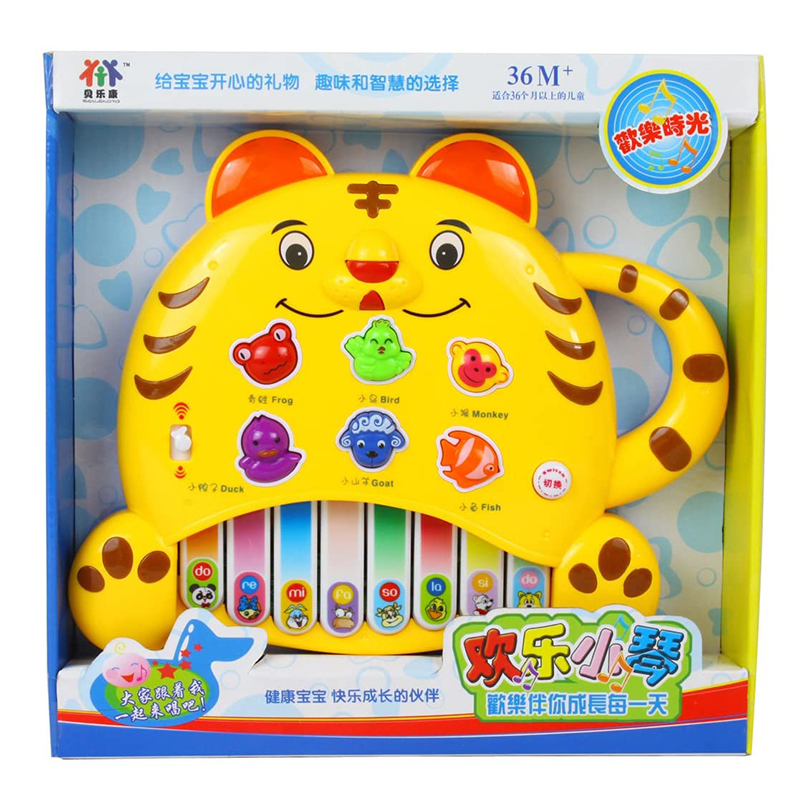 贝乐康
TM
给宝宝开心的礼物 趣味和智慧的选择
36M+
适合36个月以上的儿童
歡樂時光
青蛙 Frog
小鸟 Bird
小猴 Monkey
小鸭子 Duck
小山羊 Goat
小鱼 Fish
SWITCH
切换
do
re
mi
fa
so
la
si
do
欢乐小琴
歡樂伴你成長每一天
大家跟着我
一起来唱吧!
健康宝宝 快乐成长的伙伴